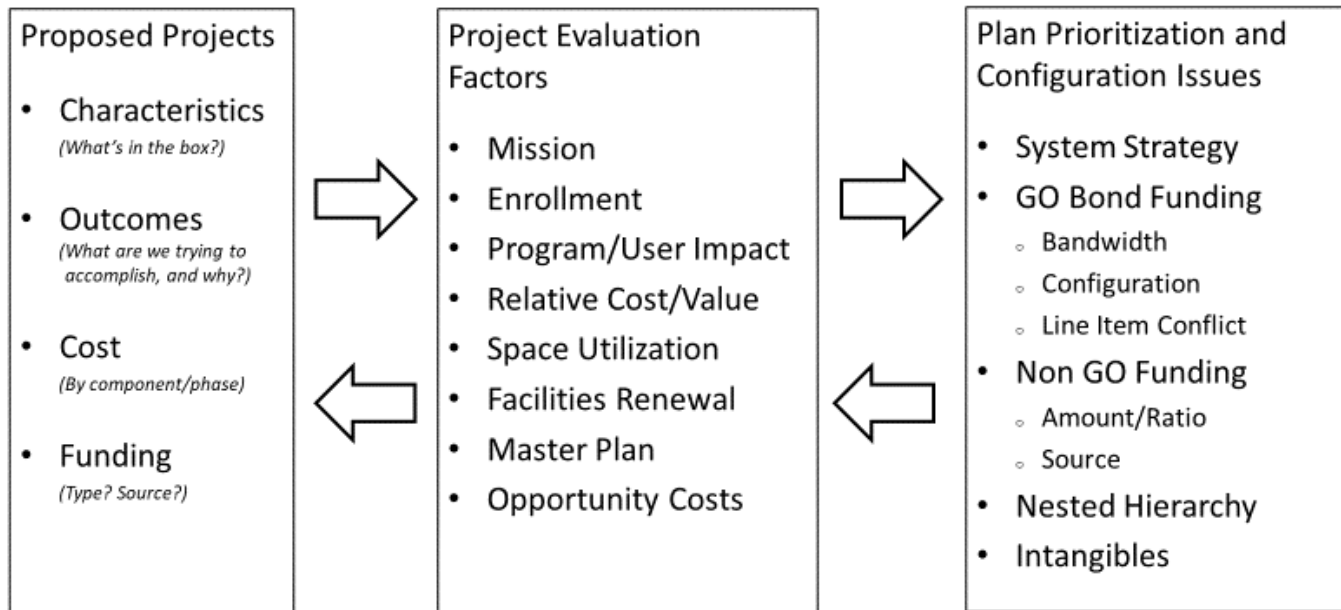 Proposed Projects
• Characteristics
(What's in the box?)
• Outcomes
(What are we trying to
accomplish, and why?)
• Cost
(By component/phase)
• Funding
(Type? Source?)
Project Evaluation
Factors
• Mission
• Enrollment
• Program/User Impact
• Relative Cost/Value
• Space Utilization
• Facilities Renewal
• Master Plan
• Opportunity Costs
Plan Prioritization and
Configuration Issues
• System Strategy
• GO Bond Funding
○ Bandwidth
○ Configuration
○ Line Item Conflict
• Non GO Funding
○ Amount/Ratio
○ Source
• Nested Hierarchy
• Intangibles